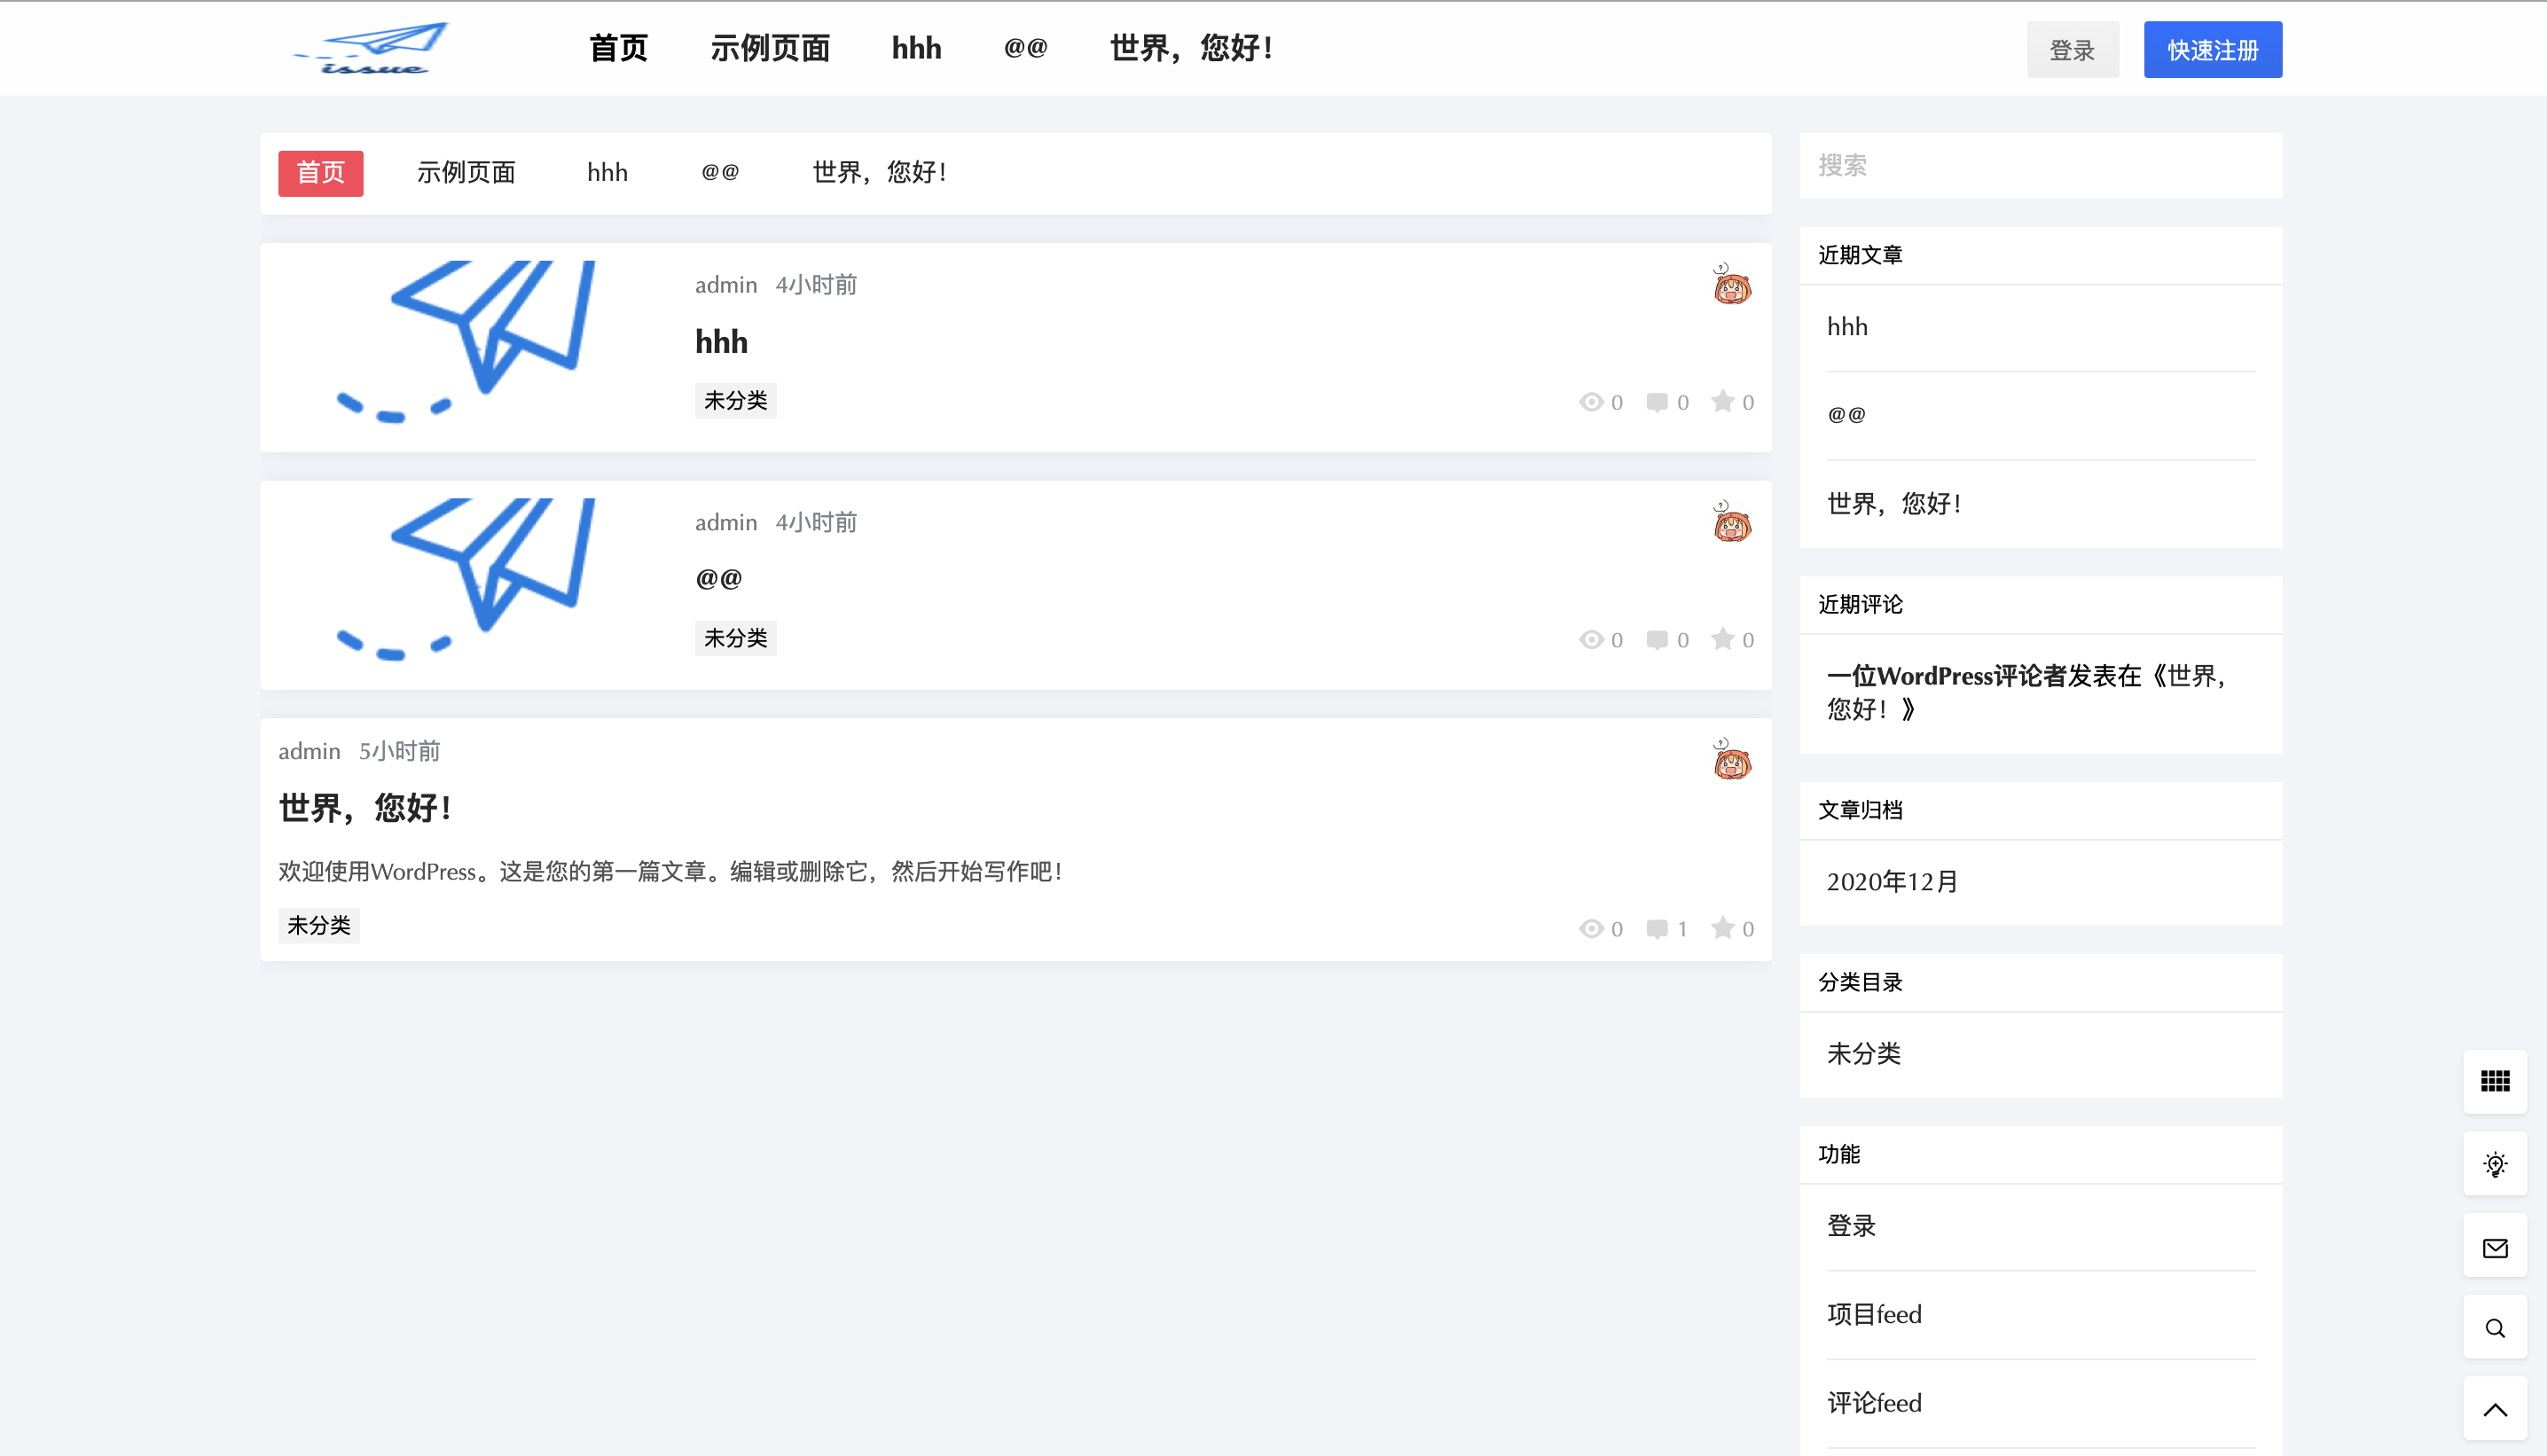 issue
首页 示例页面 hhh @@ 世界，您好！
登录 快速注册
首页 示例页面 hhh @@ 世界，您好！
admin 4小时前
hhh
未分类
0 0 0
admin 4小时前
@@
未分类
0 0 0
admin 5小时前
世界，您好！
欢迎使用WordPress。这是您的第一篇文章。编辑或删除它，然后开始写作吧！
未分类
0 1 0
搜索
近期文章
hhh
@@
世界，您好！
近期评论
一位WordPress评论者发表在《世界，
您好！》
文章归档
2020年12月
分类目录
未分类
功能
登录
项目feed
评论feed